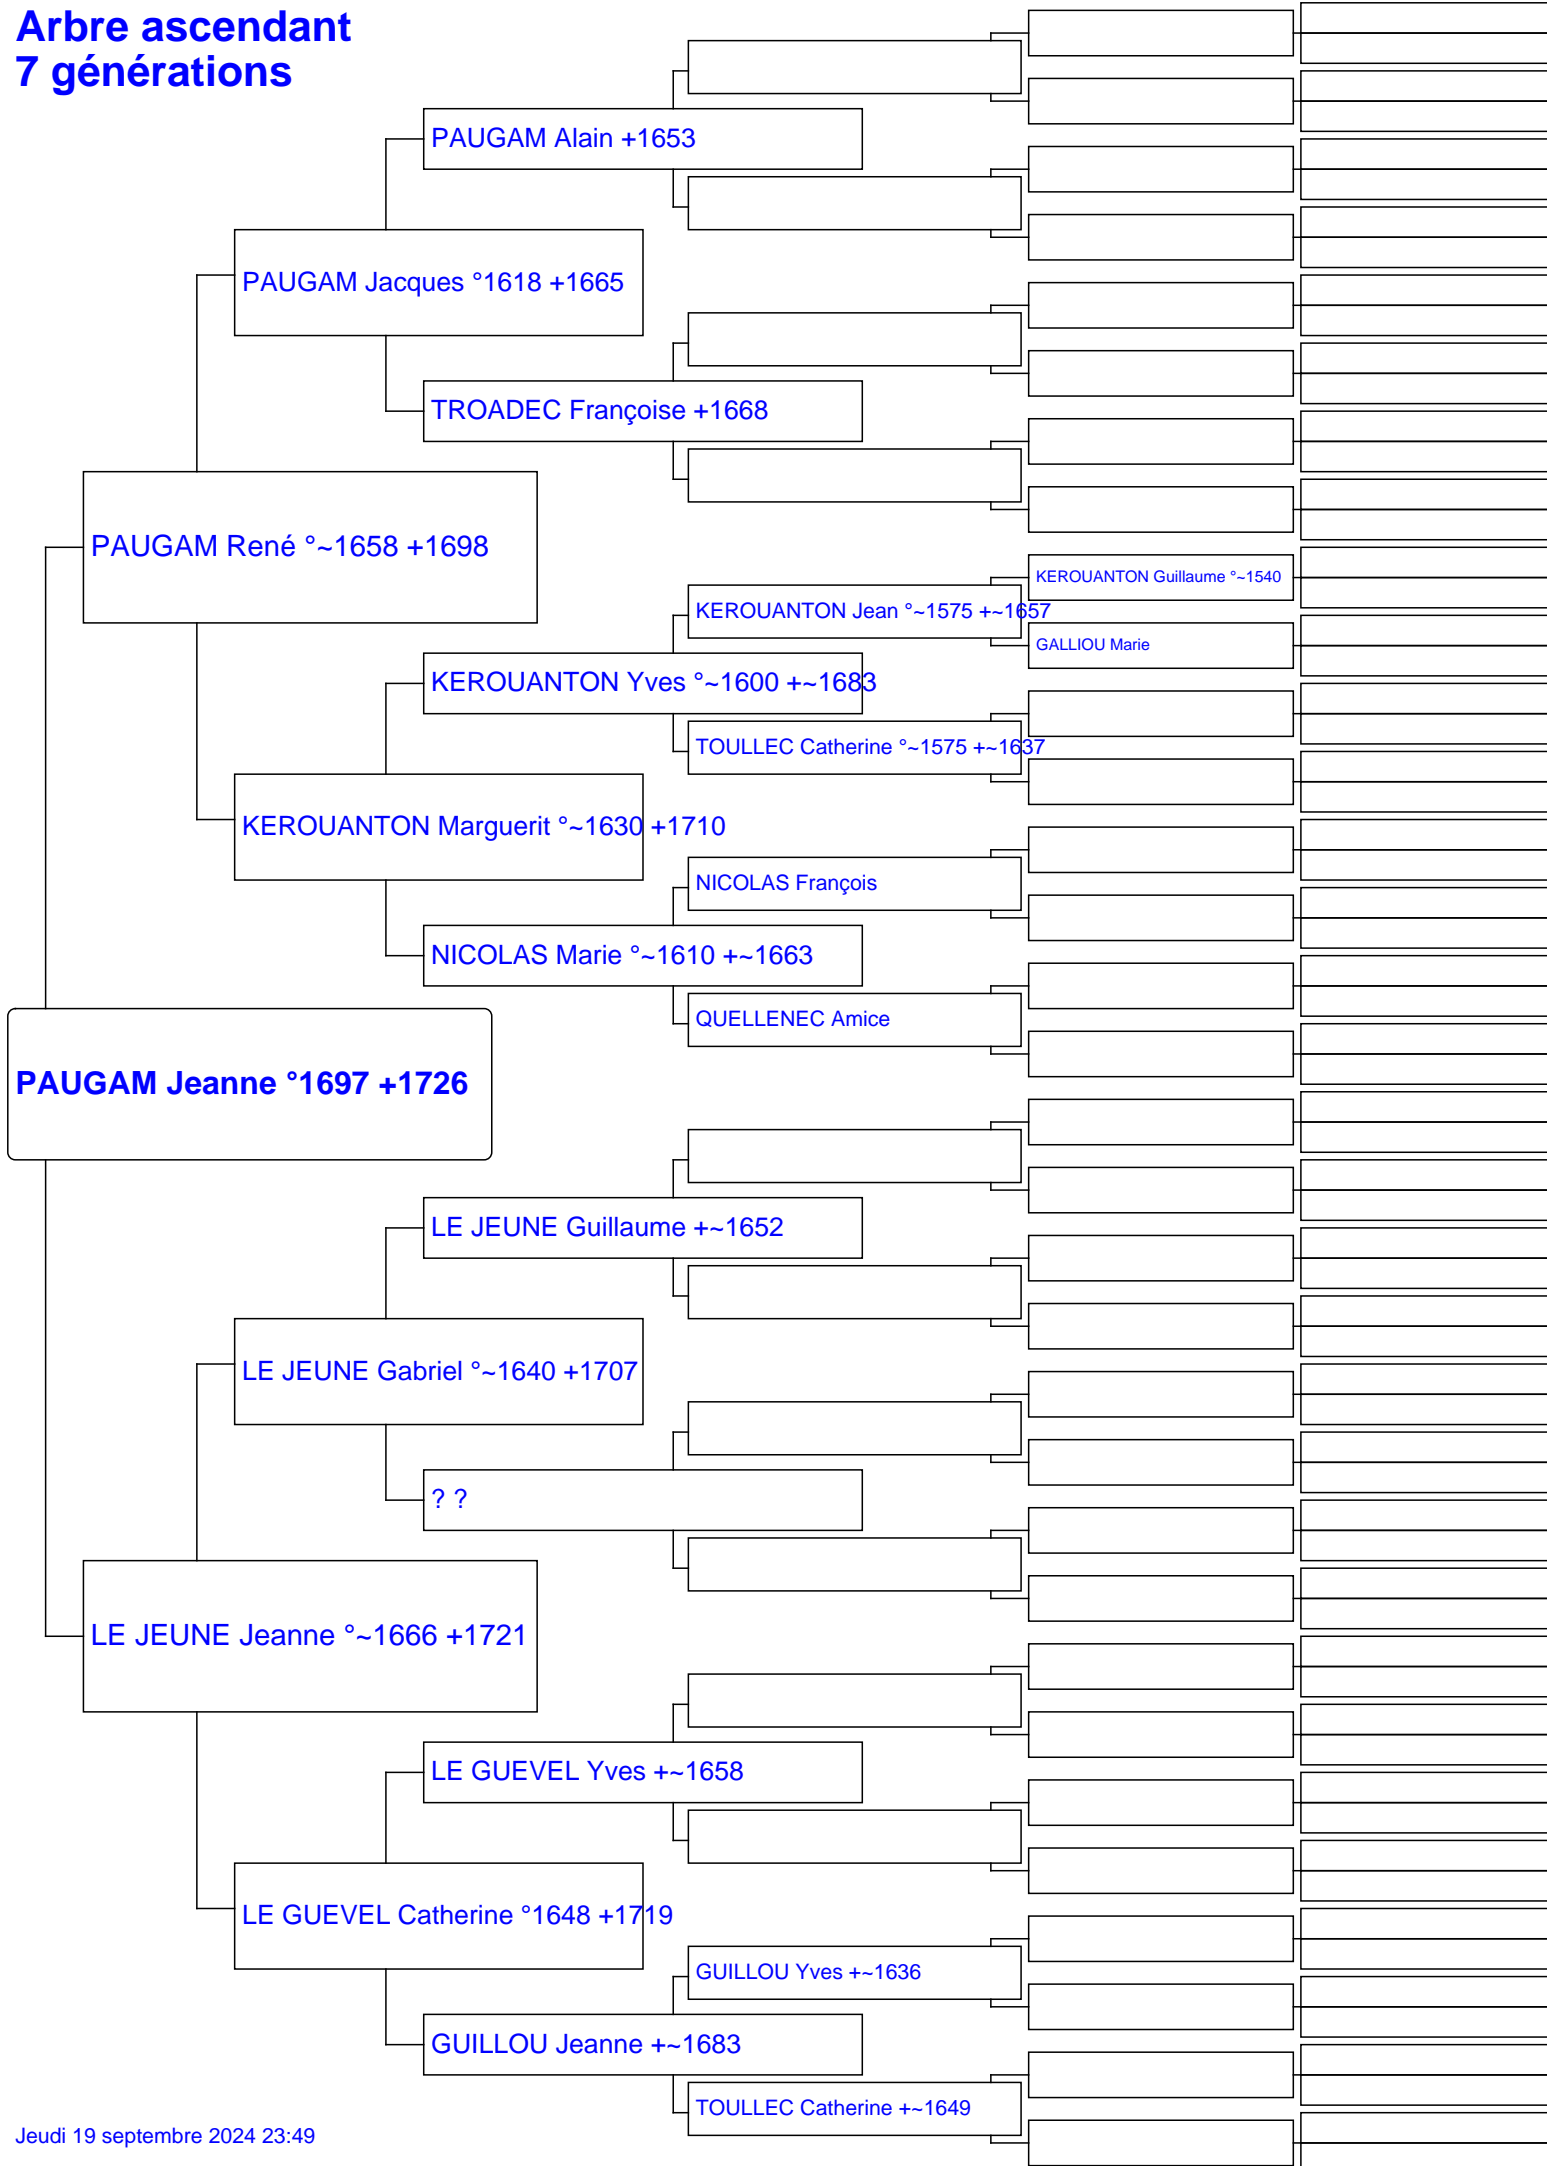 Arbre ascendant
7 générations
PAUGAM Alain +1653
PAUGAM Jacques °1618 +1665
TROADEC Françoise +1668
PAUGAM René °~1658 +1698
KEROUANTON Guillaume °~1540
KEROUANTON Jean °~1575 +~1657
GALLIOU Marie
KEROUANTON Yves °~1600 +~1683
TOULLEC Catherine °~1575 +~1637
KEROUANTON Marguerit °~1630 +1710
NICOLAS François
NICOLAS Marie °~1610 +~1663
QUELLENEC Amice
PAUGAM Jeanne °1697 +1726
LE JEUNE Guillaume +~1652
LE JEUNE Gabriel °~1640 +1707
? ?
LE JEUNE Jeanne °~1666 +1721
LE GUEVEL Yves +~1658
LE GUEVEL Catherine °1648 +1719
GUILLOU Yves +~1636
GUILLOU Jeanne +~1683
TOULLEC Catherine +~1649
Jeudi 19 septembre 2024 23:49